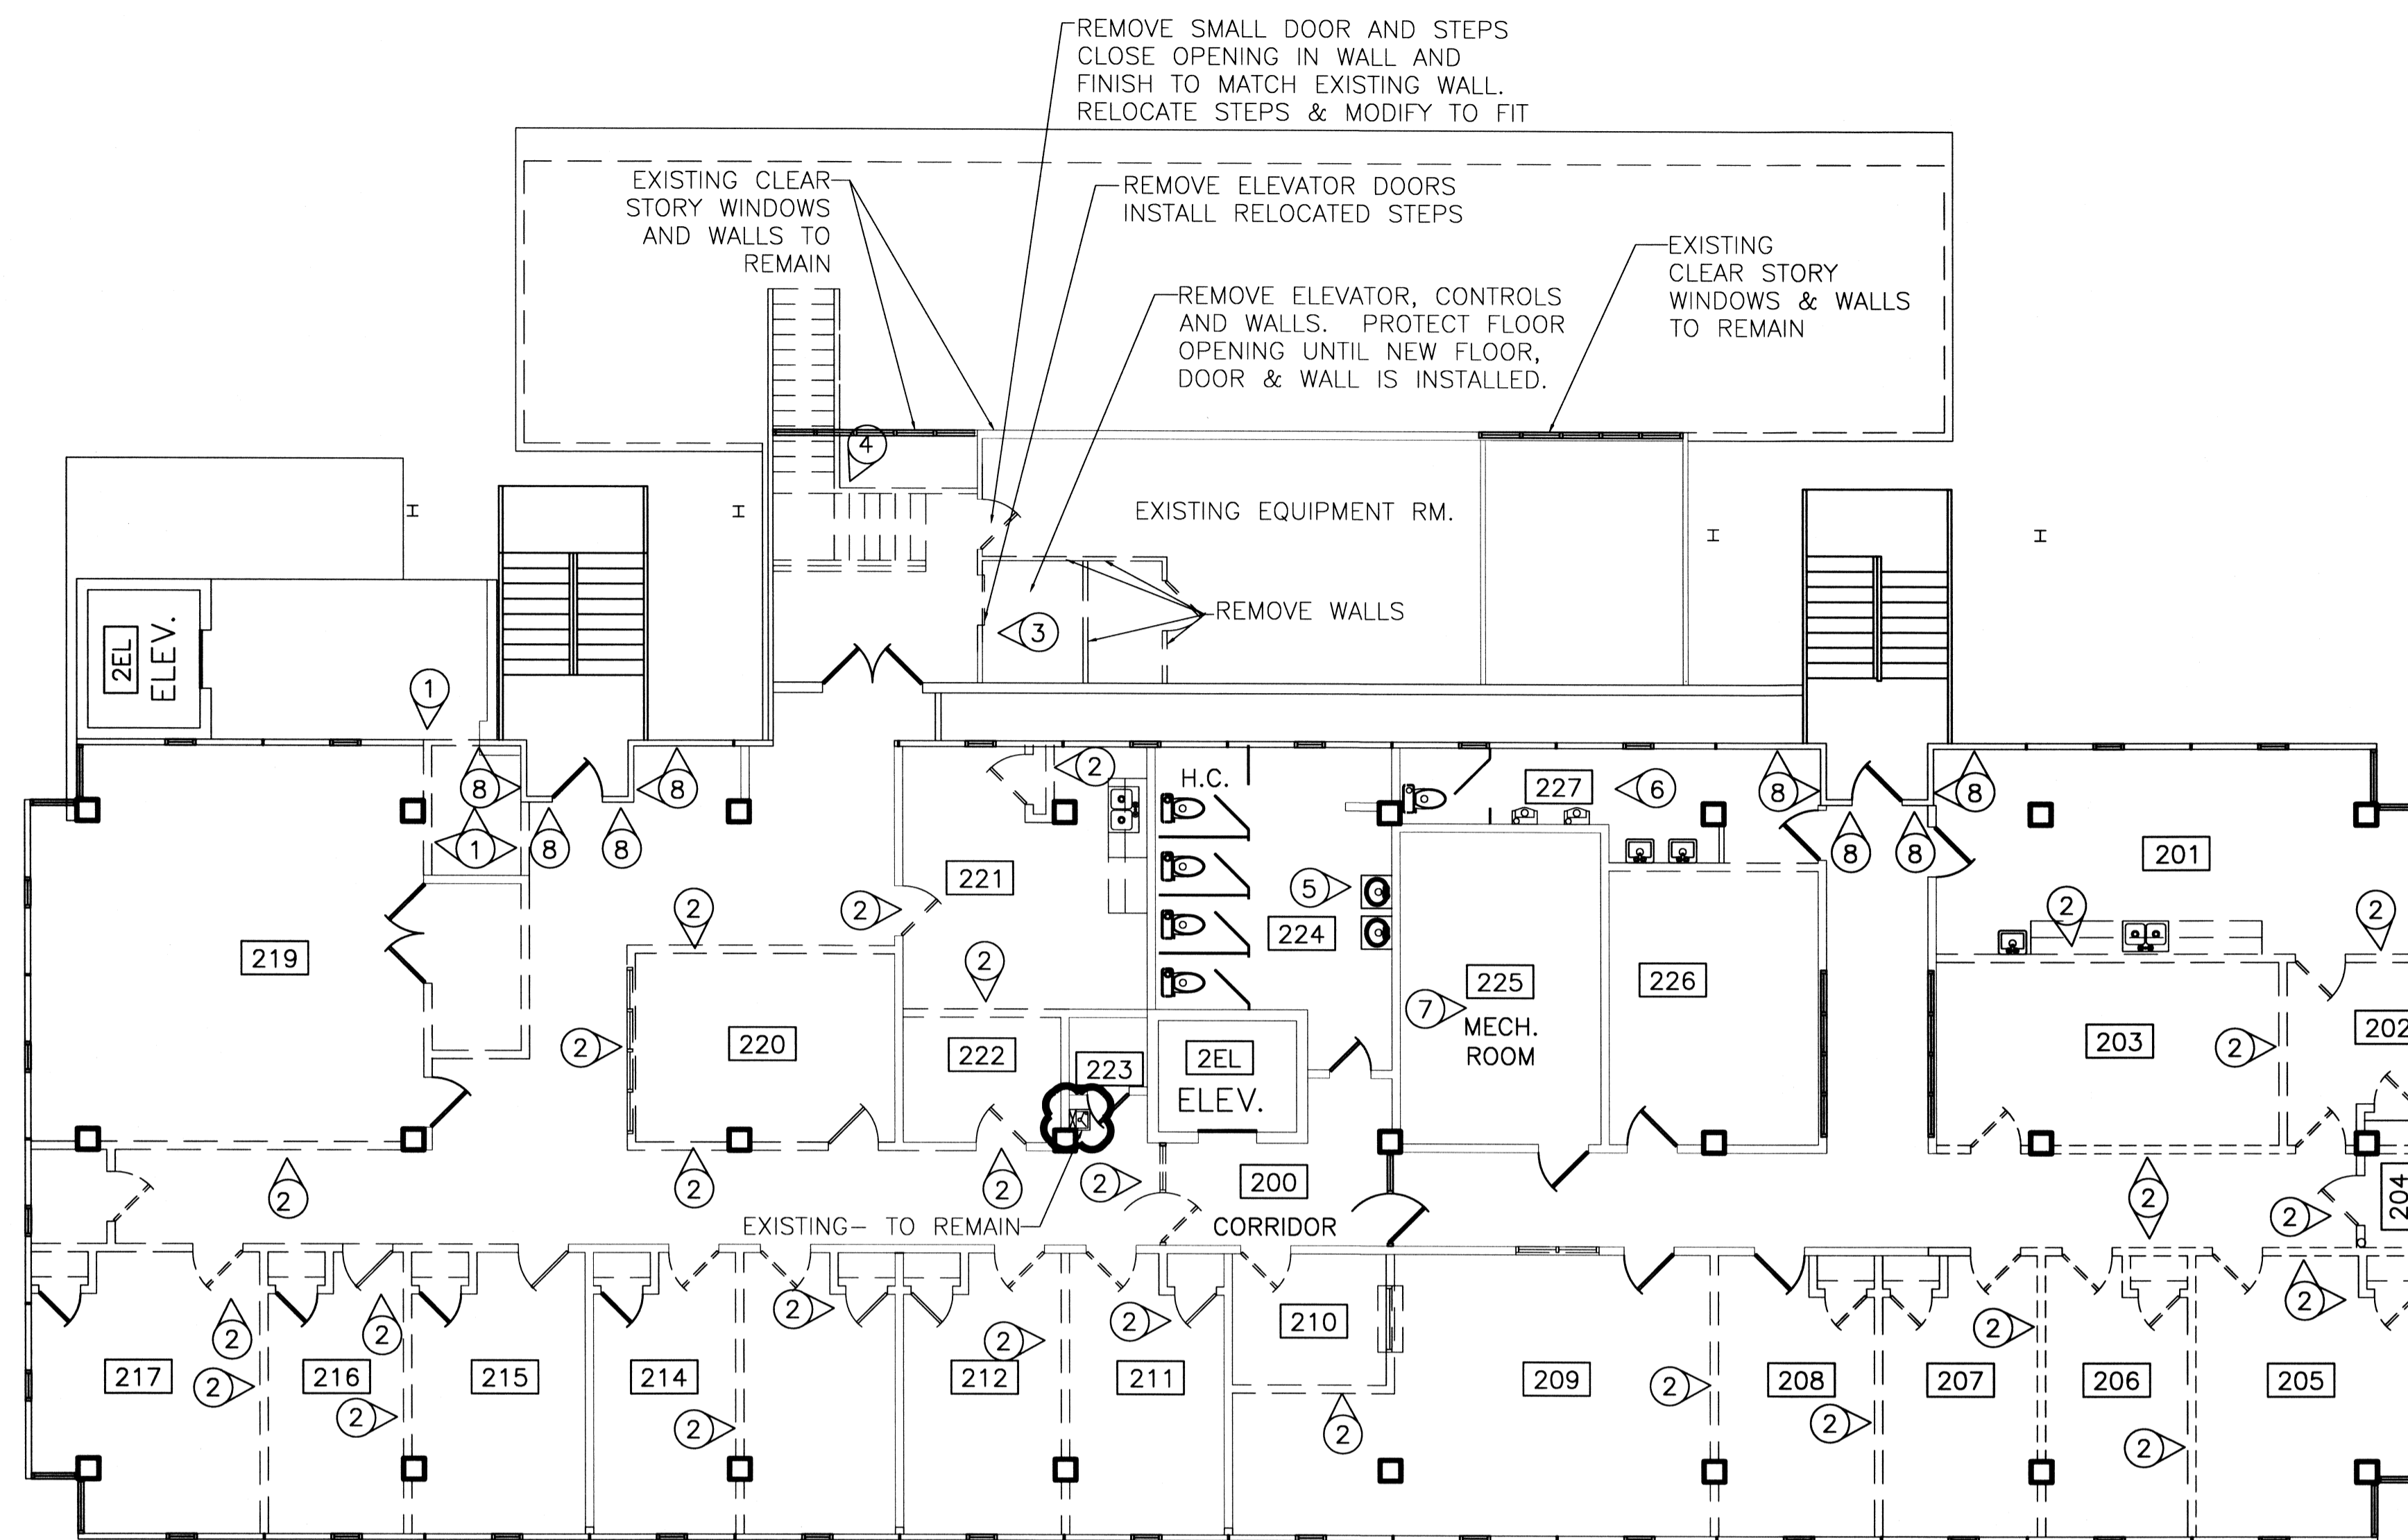 REMOVE SMALL DOOR AND STEPS
CLOSE OPENING IN WALL AND
FINISH TO MATCH EXISTING WALL.
RELOCATE STEPS & MODIFY TO FIT
EXISTING CLEAR
STORY WINDOWS
AND WALLS TO
REMAIN
REMOVE ELEVATOR DOORS
INSTALL RELOCATED STEPS
EXISTING
CLEAR STORY
WINDOWS & WALLS
TO REMAIN
REMOVE ELEVATOR, CONTROLS
AND WALLS. PROTECT FLOOR
OPENING UNTIL NEW FLOOR,
DOOR & WALL IS INSTALLED.
4
EXISTING EQUIPMENT RM.
REMOVE WALLS
3
2EL
ELEV.
1
8
8
1
8
8
2
H.C.
227
6
8
8
8
8
201
221
2
2
5
224
2
2
219
2
220
2
222
223
2EL
ELEV.
7
225
MECH.
ROOM
226
203
2
202
2
2
2
2
200
2
2
204
EXISTING- TO REMAIN
CORRIDOR
2
2
2
2
2
210
2
2
217
2
216
2
215
214
2
212
211
2
209
2
208
2
207
206
2
205